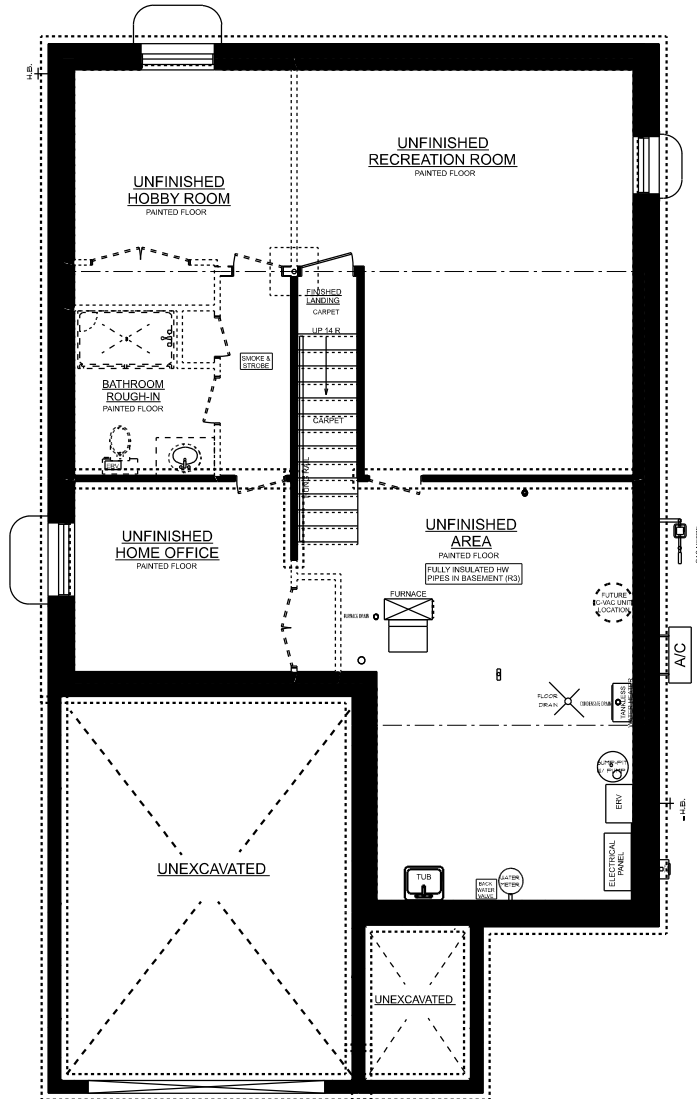 H.B.
UNFINISHED
RECREATION ROOM
PAINTED FLOOR
UNFINISHED
HOBBY ROOM
PAINTED FLOOR
FINISHED
LANDING
CARPET
UP 14 R
SMOKE &
STROBE
BATHROOM
ROUGH-IN
PAINTED FLOOR
CARPET
ERV
UNFINISHED
HOME OFFICE
PAINTED FLOOR
UNFINISHED
AREA
PAINTED FLOOR
FULLY INSULATED HW
PIPES IN BASEMENT (R3)
FURNACE
FURNACE DRAIN
FUTURE
C-VAC UNIT
LOCATION
A/C
FLOOR
DRAIN
CONDENSATE DRAIN
TANKLESS
WATER HEATER
SUMP-PIT
W/ PUMP
ERV
H.B.
ELECTRICAL
PANEL
TUB
BACK
WATER
VALVE
WATER
METER
UNEXCAVATED
UNEXCAVATED